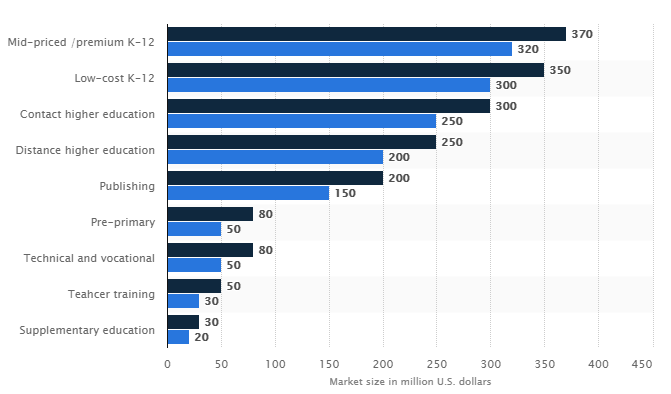 Mid-priced /premium K-12
370
320
Low-cost K-12
350
300
Contact higher education
300
250
Distance higher education
250
200
Publishing
200
150
Pre-primary
80
50
Technical and vocational
80
50
Teahcer training
50
30
Supplementary education
30
20
0 50 100 150 200 250 300 350 400 450
Market size in million U.S. dollars